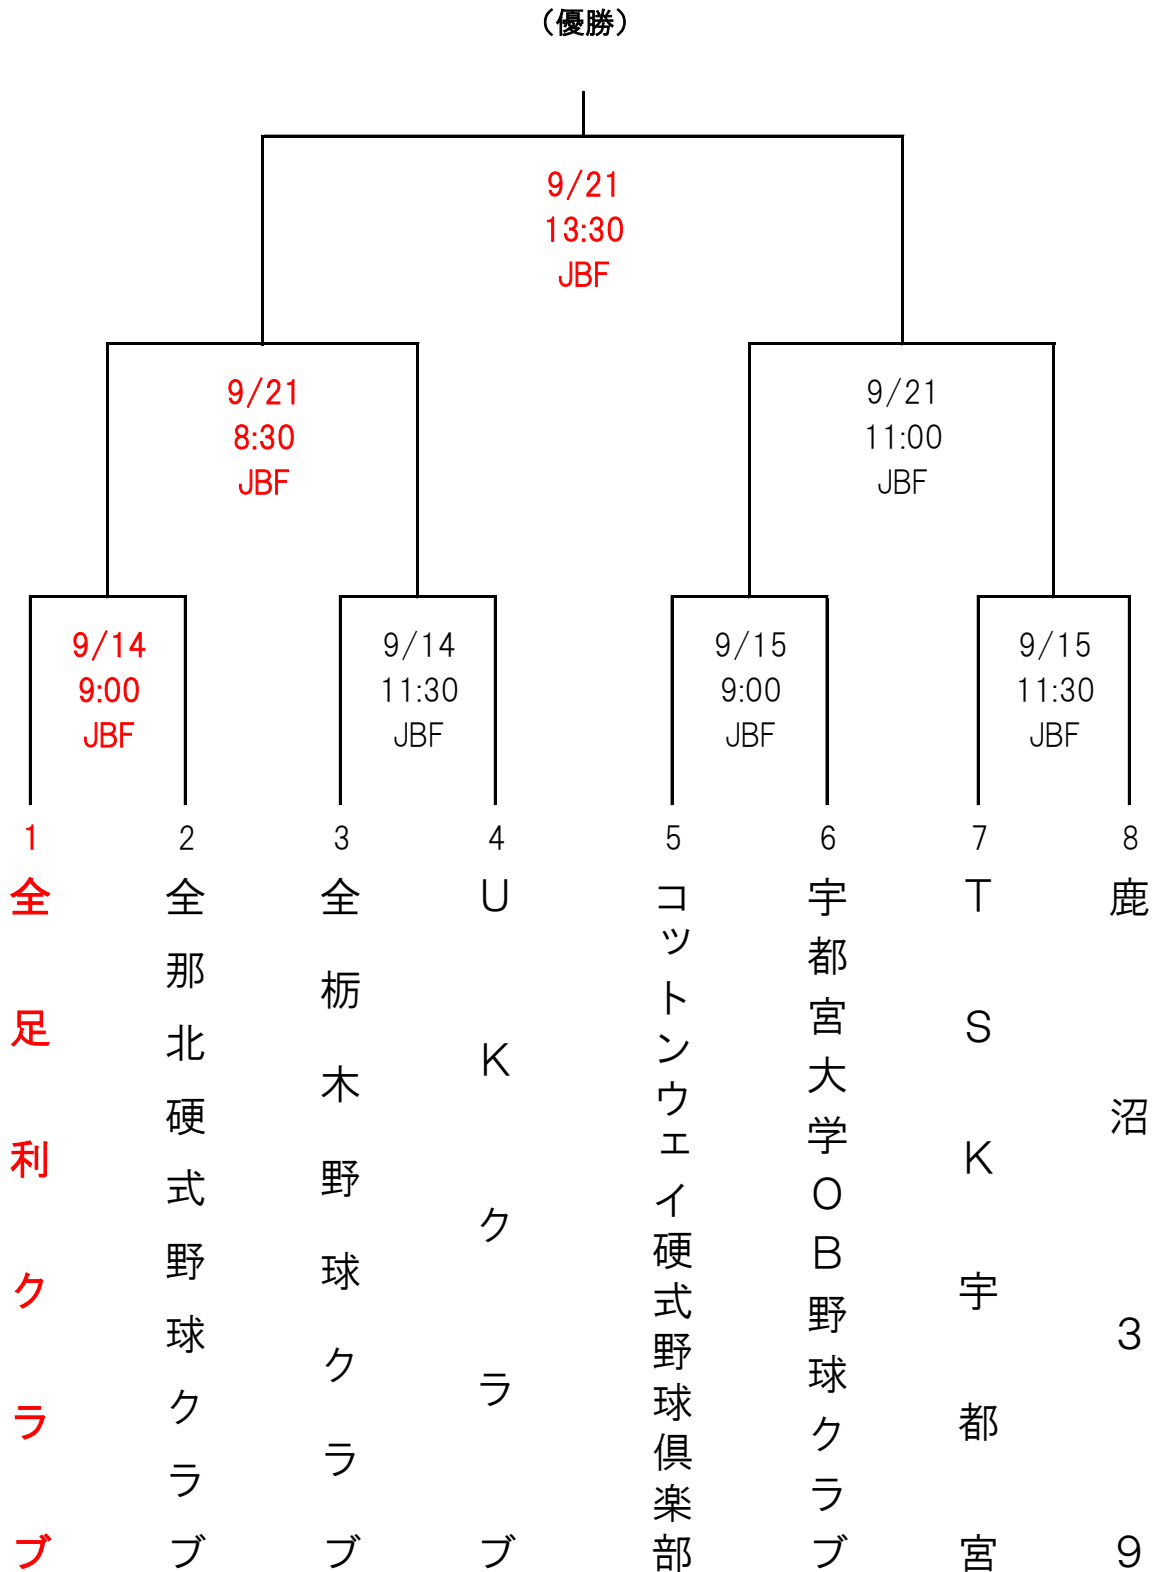 （優勝）
9/21
13:30
JBF
9/21
8:30
JBF
9/21
11:00
JBF
9/14
9:00
JBF
9/14
11:30
JBF
9/15
9:00
JBF
9/15
11:30
JBF
1
全足利クラブ
2
全那北硬式野球クラブ
3
全栃木野球クラブ
4
UKクラブ
5
コットンウェイ硬式野球倶楽部
6
宇都宮大学OB野球クラブ
7
TSK宇都宮
8
鹿沼39